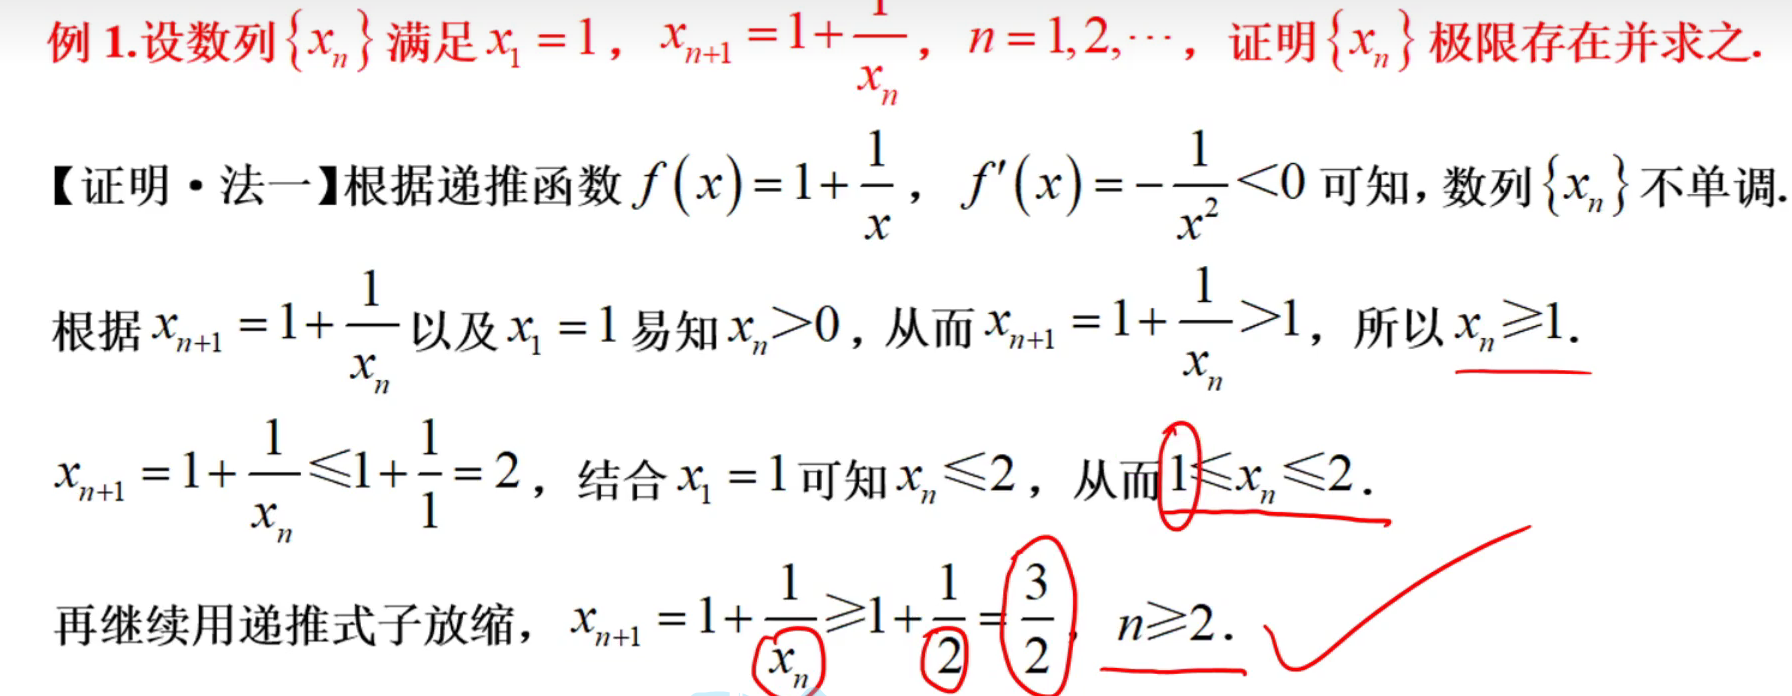 例1.设数列{xₙ}满足x₁=1，xₙ₊₁=1+1/xₙ，n=1,2,⋯，证明{xₙ}极限存在并求之.
【证明·法一】根据递推函数f(x)=1+1/x，f′(x)=-1/x²<0可知，数列{xₙ}不单调.
根据xₙ₊₁=1+1/xₙ以及x₁=1易知xₙ>0，从而xₙ₊₁=1+1/xₙ>1，所以xₙ≥1.
xₙ₊₁=1+1/xₙ≤1+1/1=2，结合x₁=1可知xₙ≤2，从而1≤xₙ≤2.
再继续用递推式子放缩，xₙ₊₁=1+1/xₙ≥1+1/2=3/2，n≥2.